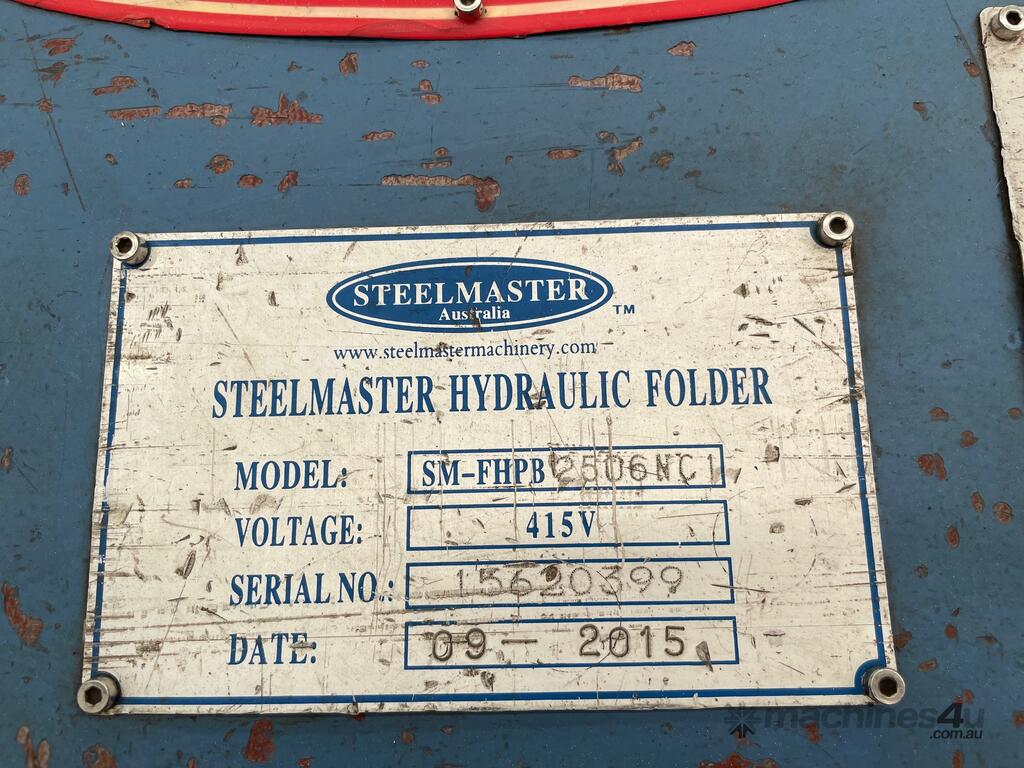 STEELMASTER
Australia
TM
www.steelmastermachinery.com
STEELMASTER HYDRAULIC FOLDER
MODEL: SM-FHPB 2506NC1
VOLTAGE: 415V
SERIAL NO.: 15620399
DATE: 09 - 2015
machines4u
.com.au